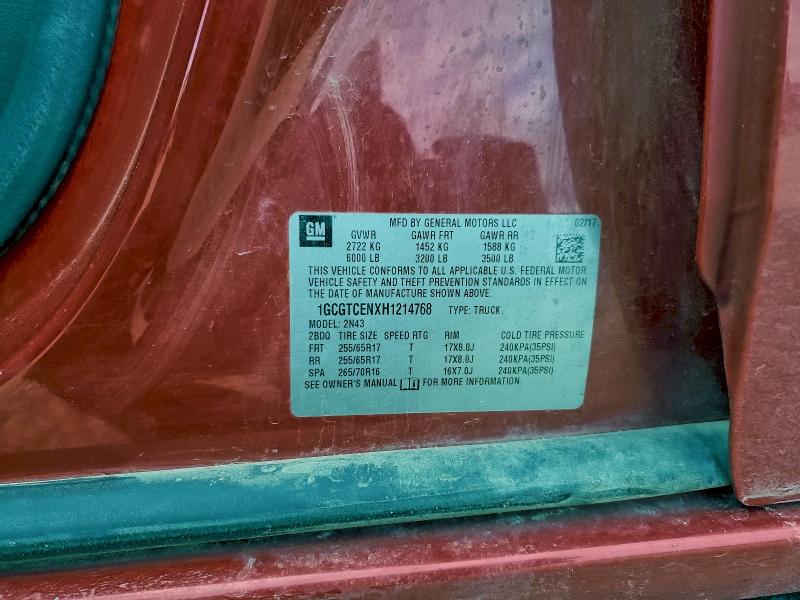 GM
MFD BY GENERAL MOTORS LLC 02/17
GVWR GAWR FRT GAWR RR
2722 KG 1452 KG 1588 KG
6000 LB 3200 LB 3500 LB
THIS VEHICLE CONFORMS TO ALL APPLICABLE U.S. FEDERAL MOTOR
VEHICLE SAFETY AND THEFT PREVENTION STANDARDS IN EFFECT ON
THE DATE OF MANUFACTURE SHOWN ABOVE.
1GCGTCENXH1214768 TYPE: TRUCK
MODEL: 2N43
2BDQ TIRE SIZE SPEED RTG RIM COLD TIRE PRESSURE
FRT 255/65R17 T 17X8.0J 240KPA(35PSI)
RR 255/65R17 T 17X8.0J 240KPA(35PSI)
SPA 265/70R16 T 16X7.0J 240KPA(35PSI)
SEE OWNER'S MANUAL FOR MORE INFORMATION.